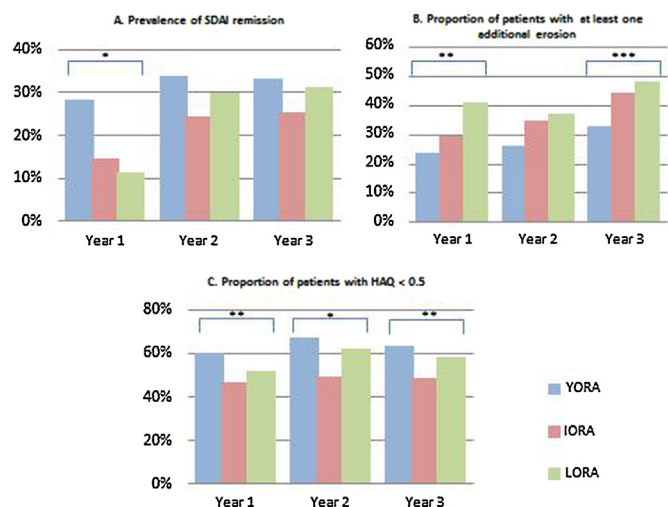 A. Prevalence of SDAI remission
40%
30%
20%
10%
0%
*
Year 1
Year 2
Year 3
B. Proportion of patients with at least one
additional erosion
60%
50%
40%
30%
20%
10%
0%
**
***
Year 1
Year 2
Year 3
C. Proportion of patients with HAQ < 0.5
80%
60%
40%
20%
0%
**
*
**
Year 1
Year 2
Year 3
YORA
IORA
LORA